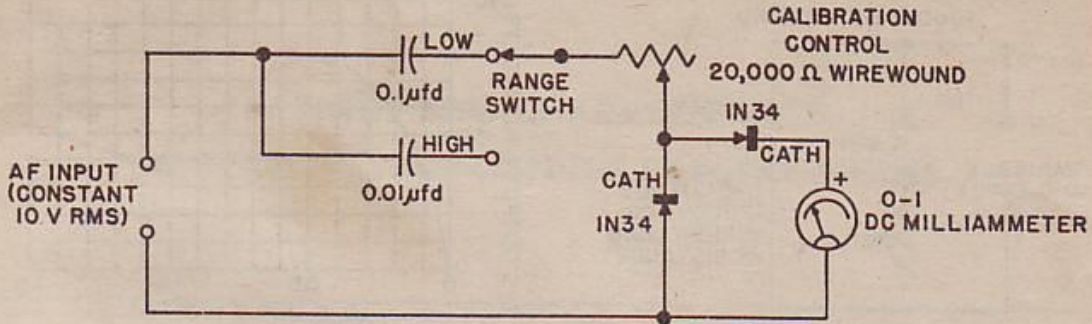 CALIBRATION
CONTROL
20,000 Ω WIREWOUND
LOW
0.1µfd
RANGE
SWITCH
IN34
CATH
HIGH
0.01µfd
AF INPUT
(CONSTANT
10 V RMS)
CATH
IN34
+
0-1
DC MILLIAMMETER